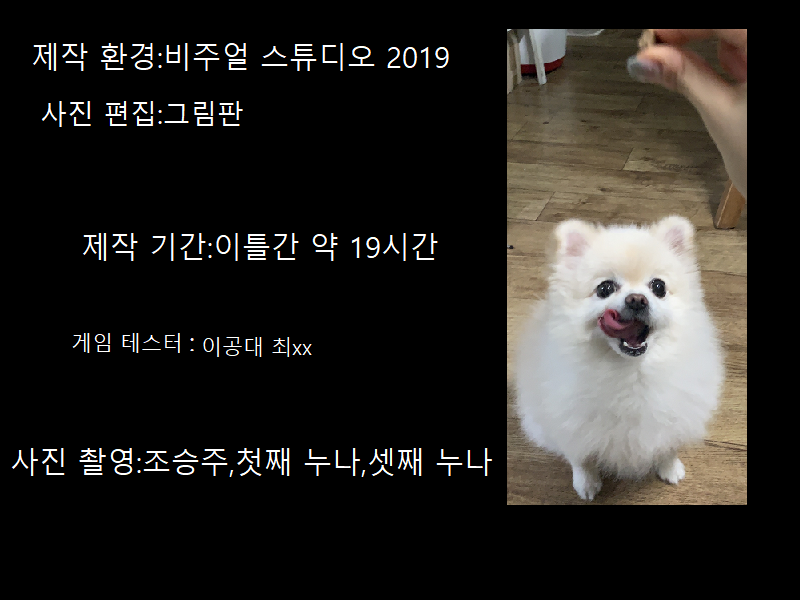 제작 환경:비주얼 스튜디오 2019
사진 편집:그림판
제작 기간:이틀간 약 19시간
게임 테스터 : 이공대 최xx
사진 촬영:조승주,첫째 누나,셋째 누나